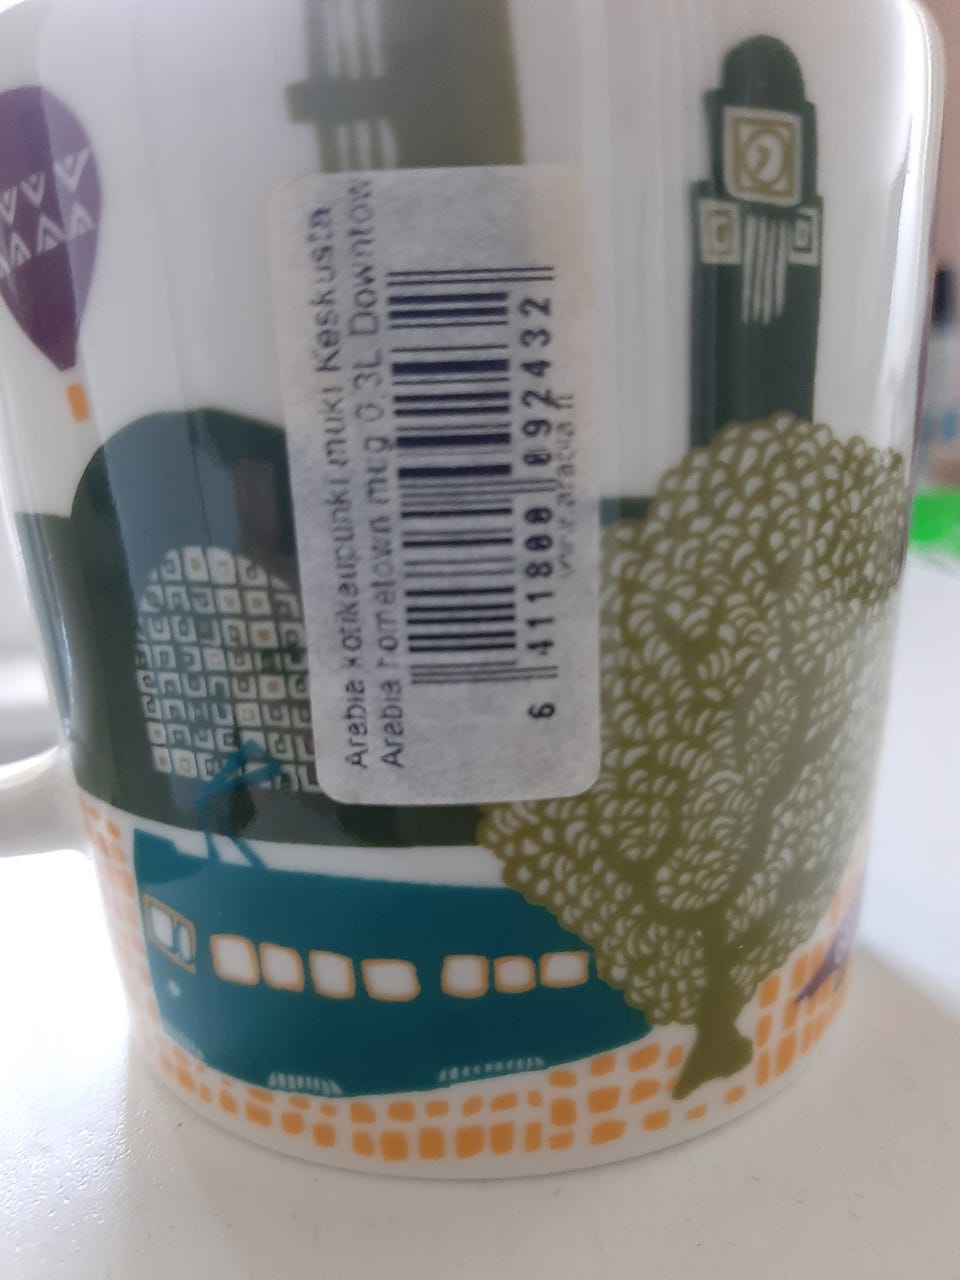 Arabia kotikaupunki muki Keskusta
Arabia Hometown mug 0.3L Downtow
6 411800 092432
www.arabia.fi